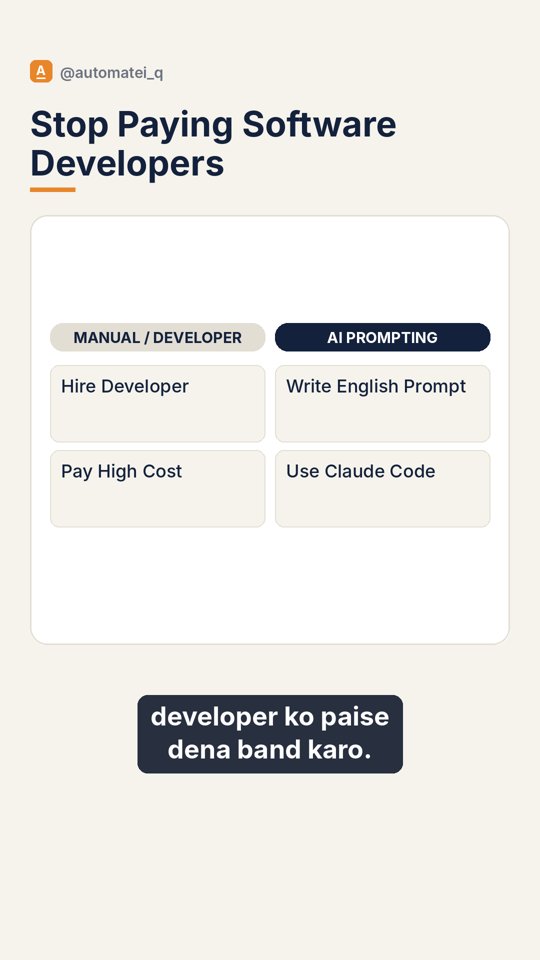 A
@automatei_q
Stop Paying Software
Developers
MANUAL / DEVELOPER
AI PROMPTING
Hire Developer
Write English Prompt
Pay High Cost
Use Claude Code
developer ko paise
dena band karo.